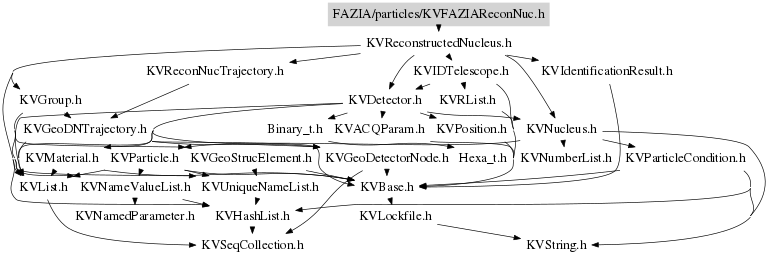 FAZIA/particles/KVFAZIAReconNuc.h
KVReconstructedNucleus.h
KVReconNucTrajectory.h KVIDTelescope.h KVIdentificationResult.h
KVGroup.h KVDetector.h KVRList.h
KVGeoDNTrajectory.h Binary_t.h KVACQParam.h KVPosition.h KVNucleus.h
KVMaterial.h KVParticle.h KVGeoStrucElement.h KVGeoDetectorNode.h Hexa_t.h KVNumberList.h KVParticleCondition.h
KVList.h KVNameValueList.h KVUniqueNameList.h KVBase.h
KVNamedParameter.h KVHashList.h KVLockfile.h
KVSeqCollection.h KVString.h